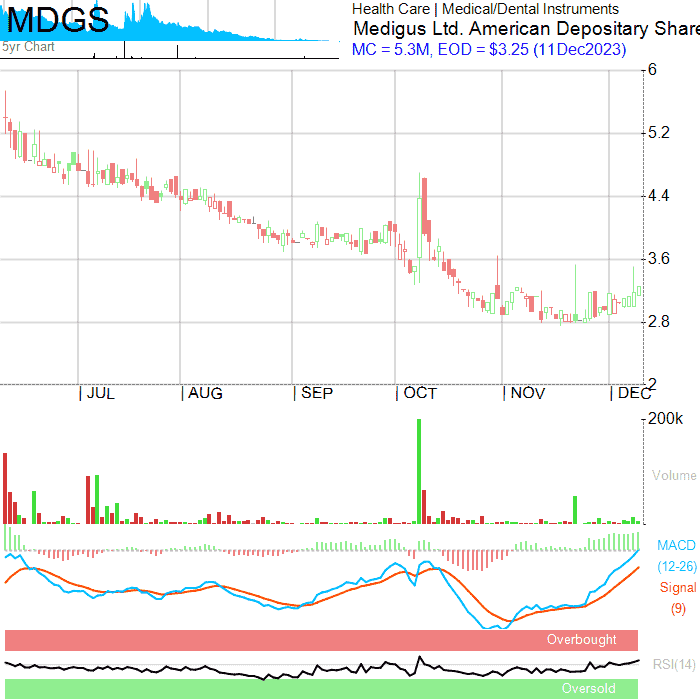 MDGS
5yr Chart
Health Care | Medical/Dental Instruments
Medigus Ltd. American Depositary Share
MC = 5.3M, EOD = $3.25 (11Dec2023)
6
5.2
4.4
3.6
2.8
2
| JUL | AUG | SEP | OCT | NOV | DEC
200k
Volume
MACD
(12-26)
Signal
(9)
Overbought
RSI(14)
Oversold